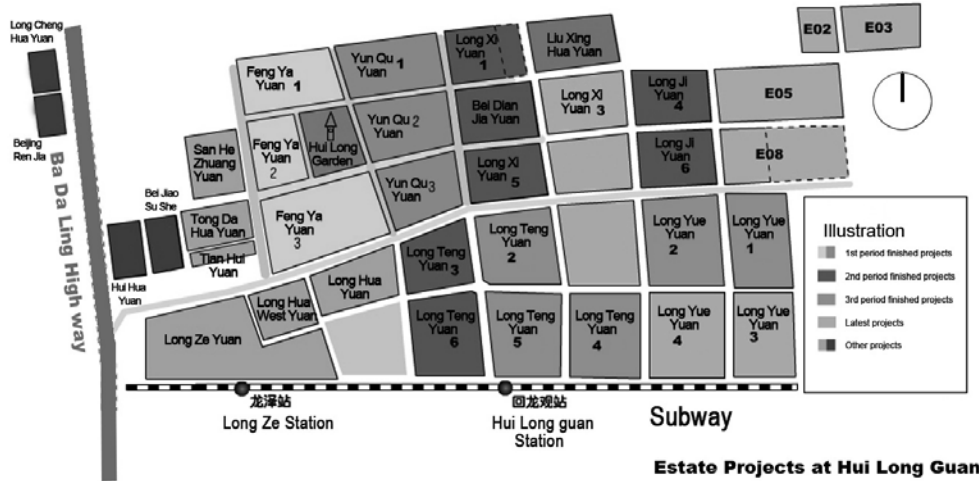 Long Cheng
Hua Yuan
Beijing
Ren Jia
Ba Da Ling High way
Hui Hua
Yuan
Bei Jiao
Su She
San He
Zhuang
Yuan
Tong Da
Hua Yuan
Tian Hui
Yuan
Feng Ya
Yuan 1
Yun Qu
Yuan 1
Long Xi
Yuan
1
Liu Xing
Hua Yuan
E02
E03
Feng Ya
Yuan
2
Hui Long
Garden
Yun Qu 2
Yuan
Bei Dian
Jia Yuan
Long Xi
Yuan 3
Long Ji
Yuan
4
E05
Feng Ya
Yuan
3
Yun Qu 3
Yuan
Long Xi
Yuan
5
Long Ji
Yuan
6
E08
Long Hua
Yuan
Long Teng
Yuan 3
Long Teng
Yuan
2
Long Yue
Yuan
2
Long Yue
Yuan
1
Long Ze Yuan
Long Hua
West Yuan
Long Teng
Yuan
6
Long Teng
Yuan
5
Long Teng
Yuan
4
Long Yue
Yuan
4
Long Yue
Yuan
3
Illustration
1st period finished projects
2nd period finished projects
3rd period finished projects
Latest projects
Other projects
龙泽站
Long Ze Station
回龙观站
Hui Long guan
Station
Subway
Estate Projects at Hui Long Guan